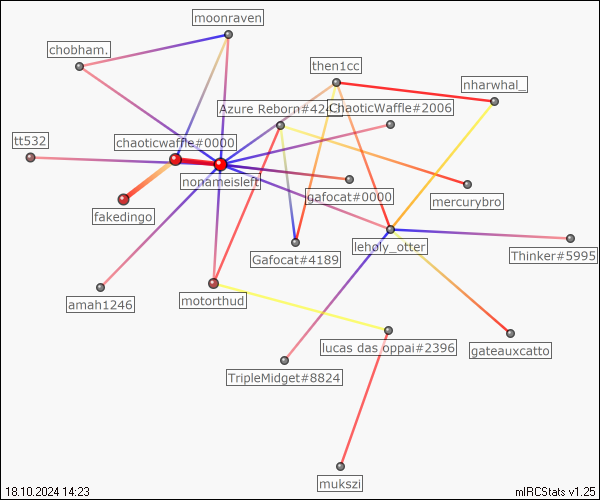 moonraven
chobham.
then1cc
nharwhal_
Azure Reborn#424
ChaoticWaffle#2006
tt532
chaoticwaffle#0000
nonameisleft
gafocat#0000
mercurybro
fakedingo
leholy_otter
Gafocat#4189
Thinker#5995
amah1246
motorthud
lucas das oppai#2396
gateauxcatto
TripleMidget#8824
mukszi
18.10.2024 14:23
mIRCStats v1.25